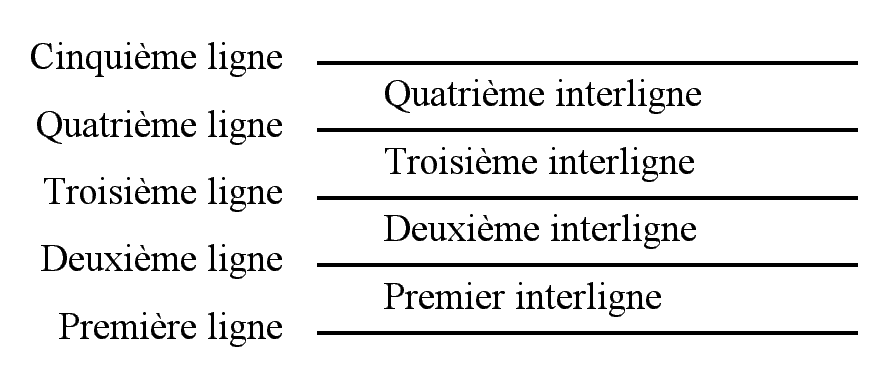 Cinquième ligne
Quatrième interligne
Quatrième ligne
Troisième interligne
Troisième ligne
Deuxième interligne
Deuxième ligne
Premier interligne
Première ligne